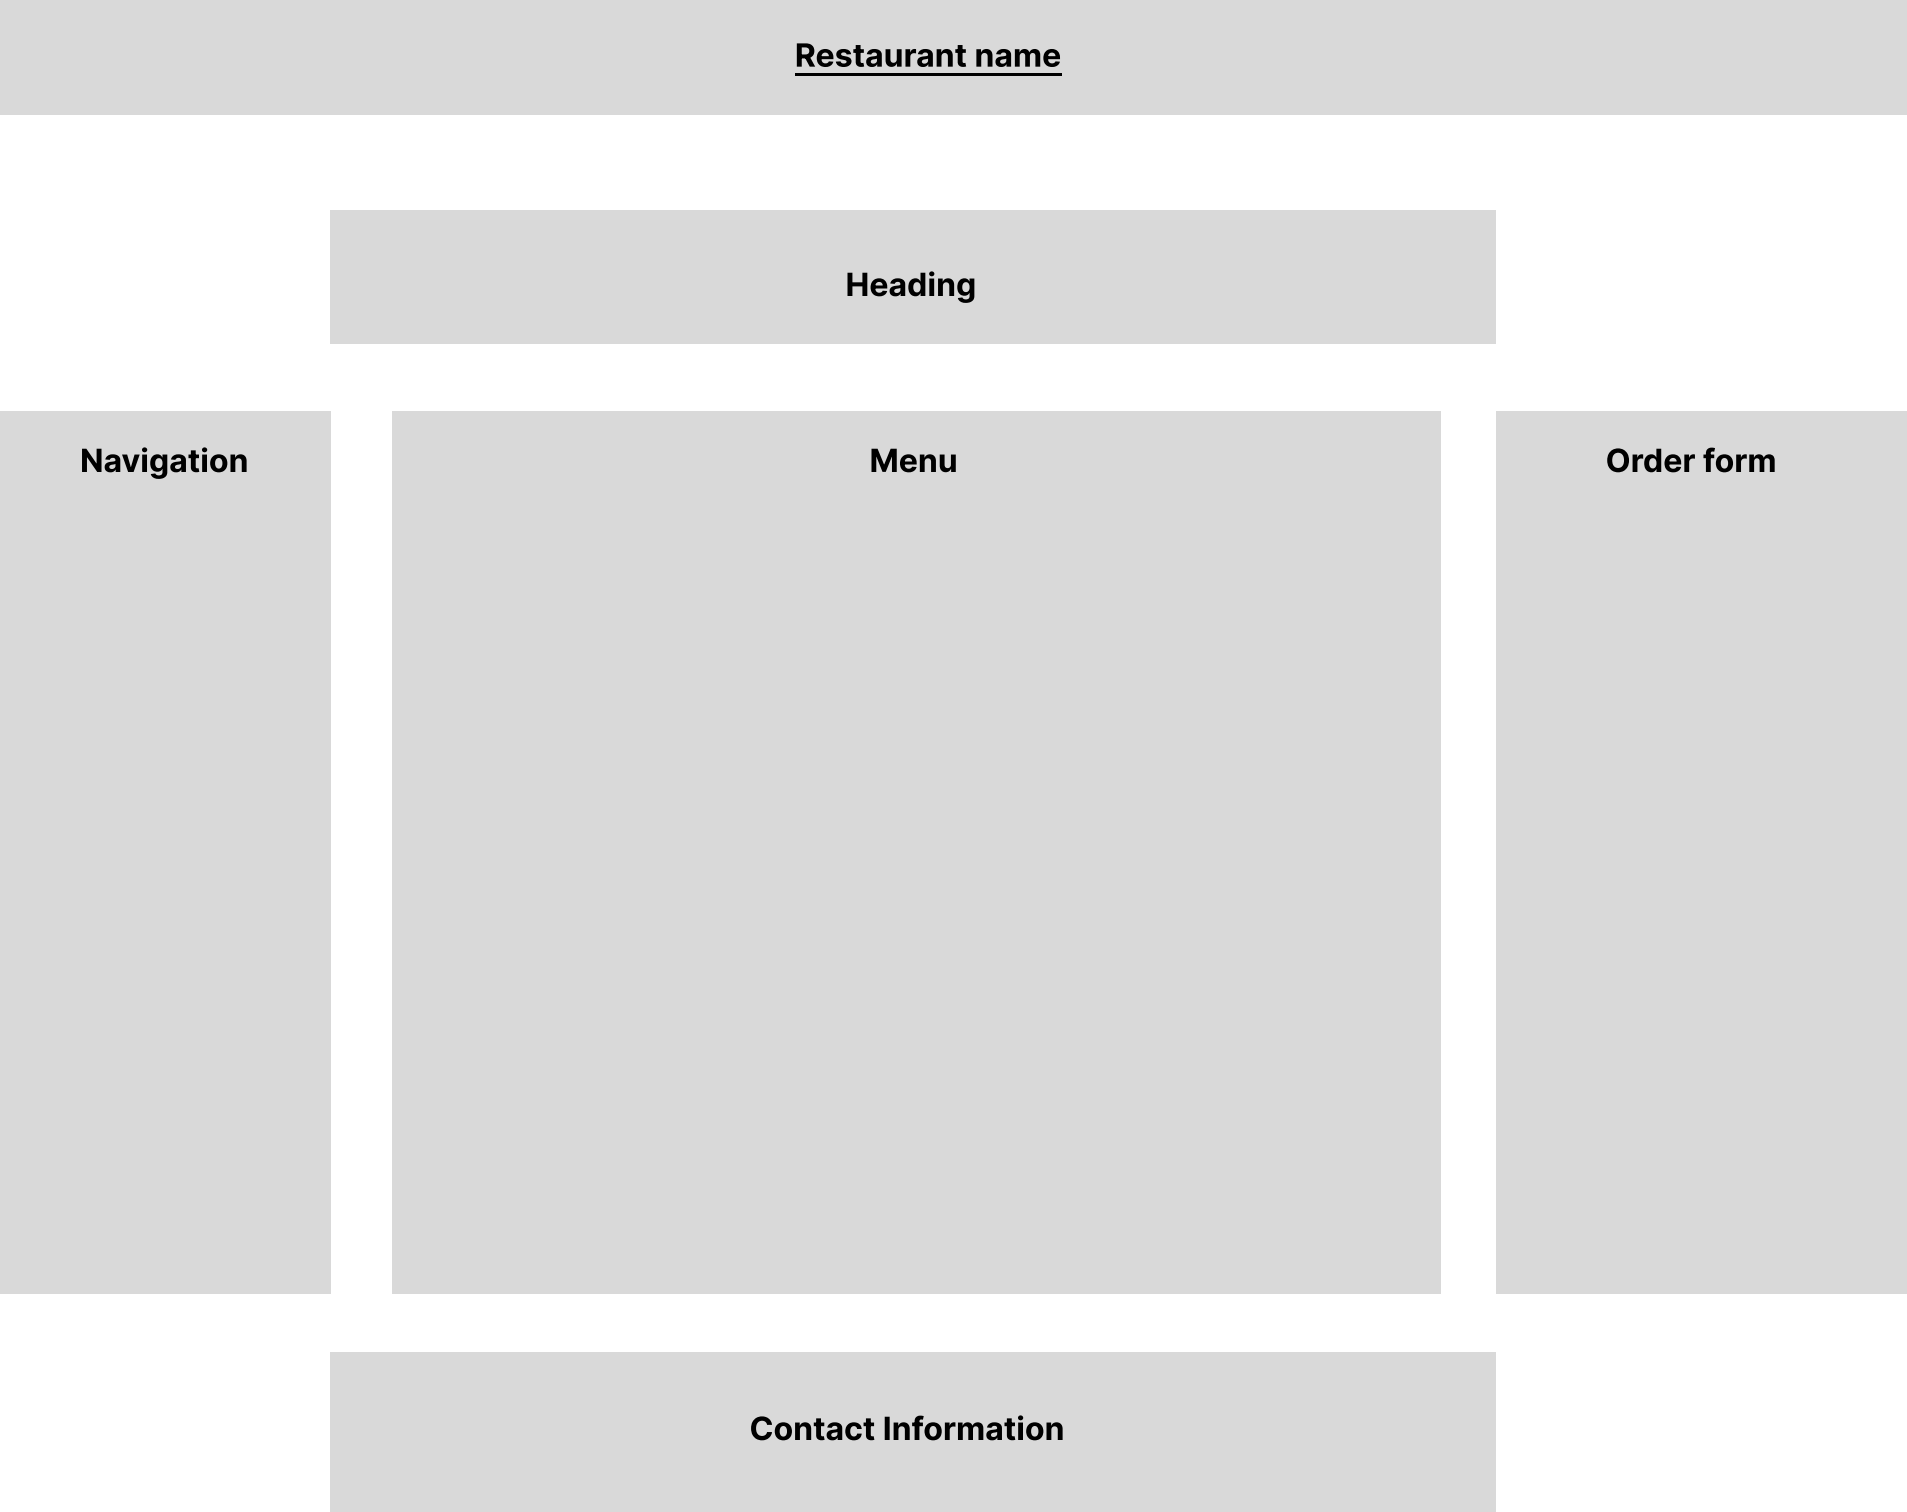 Restaurant name
Heading
Navigation
Menu
Order form
Contact Information